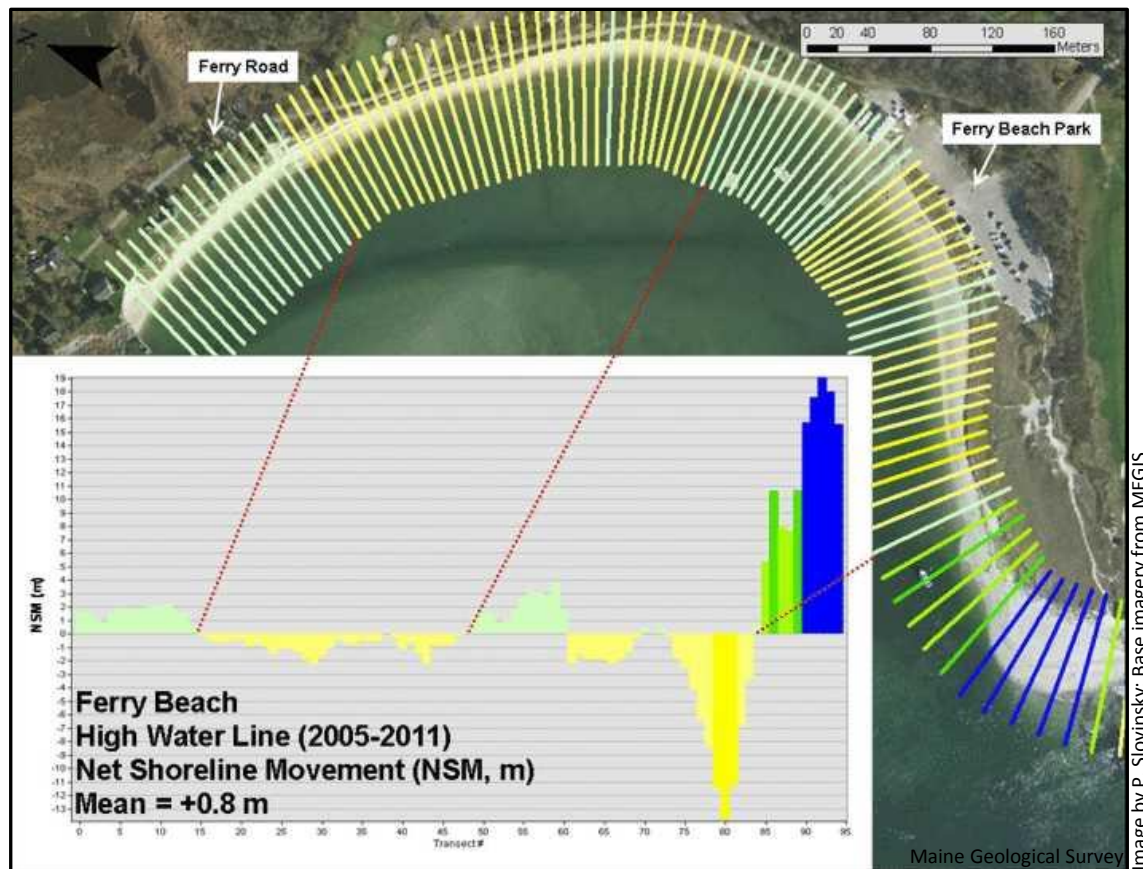 0 20 40 80 120 160
Meters
Ferry Road
Ferry Beach Park
19
18
17
16
15
14
13
12
11
10
9
8
7
6
5
4
3
2
1
0
-1
-2
-3
-4
-5
-6
-7
-8
-9
-10
-11
-12
-13
NSM (m)
Ferry Beach
High Water Line (2005-2011)
Net Shoreline Movement (NSM, m)
Mean = +0.8 m
0 5 10 15 20 25 30 35 40 45 50 55 60 65 70 75 80 85 90 95
Transect #
Maine Geological Survey
Image by P. Slovinsky; Base imagery from MEGIS